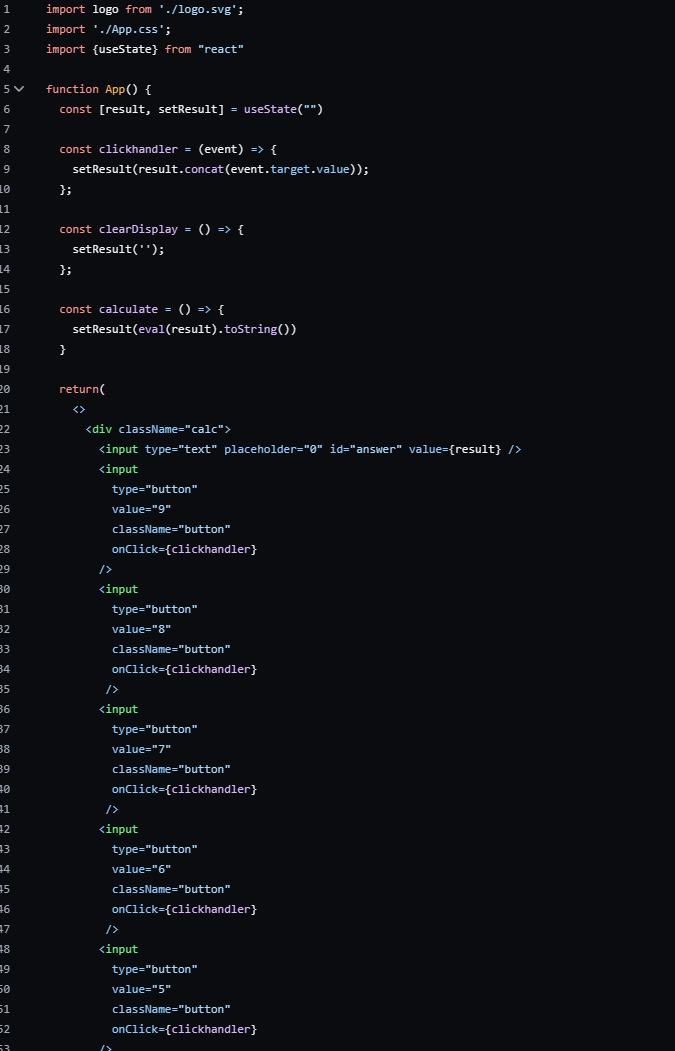 1 import logo from './logo.svg';
2 import './App.css';
3 import {useState} from "react"
4
5 function App() {
6 const [result, setResult] = useState("")
7
8 const clickhandler = (event) => {
9 setResult(result.concat(event.target.value));
10 };
11
12 const clearDisplay = () => {
13 setResult('');
14 };
15
16 const calculate = () => {
17 setResult(eval(result).toString())
18 }
19
20 return(
21 <>
22 <div className="calc">
23 <input type="text" placeholder="0" id="answer" value={result} />
24 <input
25 type="button"
26 value="9"
27 className="button"
28 onClick={clickhandler}
29 />
30 <input
31 type="button"
32 value="8"
33 className="button"
34 onClick={clickhandler}
35 />
36 <input
37 type="button"
38 value="7"
39 className="button"
40 onClick={clickhandler}
41 />
42 <input
43 type="button"
44 value="6"
45 className="button"
46 onClick={clickhandler}
47 />
48 <input
49 type="button"
50 value="5"
51 className="button"
52 onClick={clickhandler}
53 />